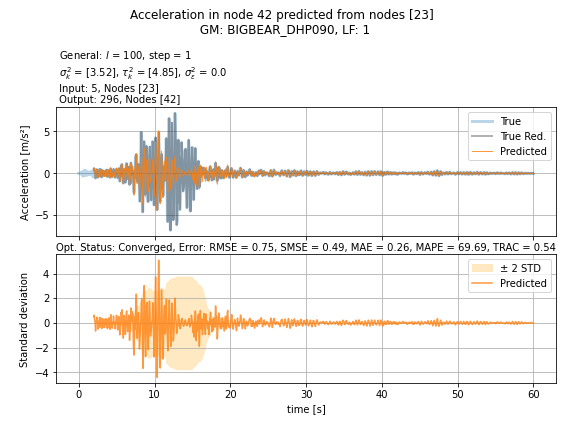 Acceleration in node 42 predicted from nodes [23]
GM: BIGBEAR_DHP090, LF: 1
General: l = 100, step = 1
σ²ₖ = [3.52], τ²ₖ = [4.85], σ²ₑ = 0.0
Input: 5, Nodes [23]
Output: 296, Nodes [42]
Acceleration [m/s²]
5
0
−5
True
True Red.
Predicted
Opt. Status: Converged, Error: RMSE = 0.75, SMSE = 0.49, MAE = 0.26, MAPE = 69.69, TRAC = 0.54
Standard deviation
4
2
0
−2
−4
± 2 STD
Predicted
0 10 20 30 40 50 60
time [s]